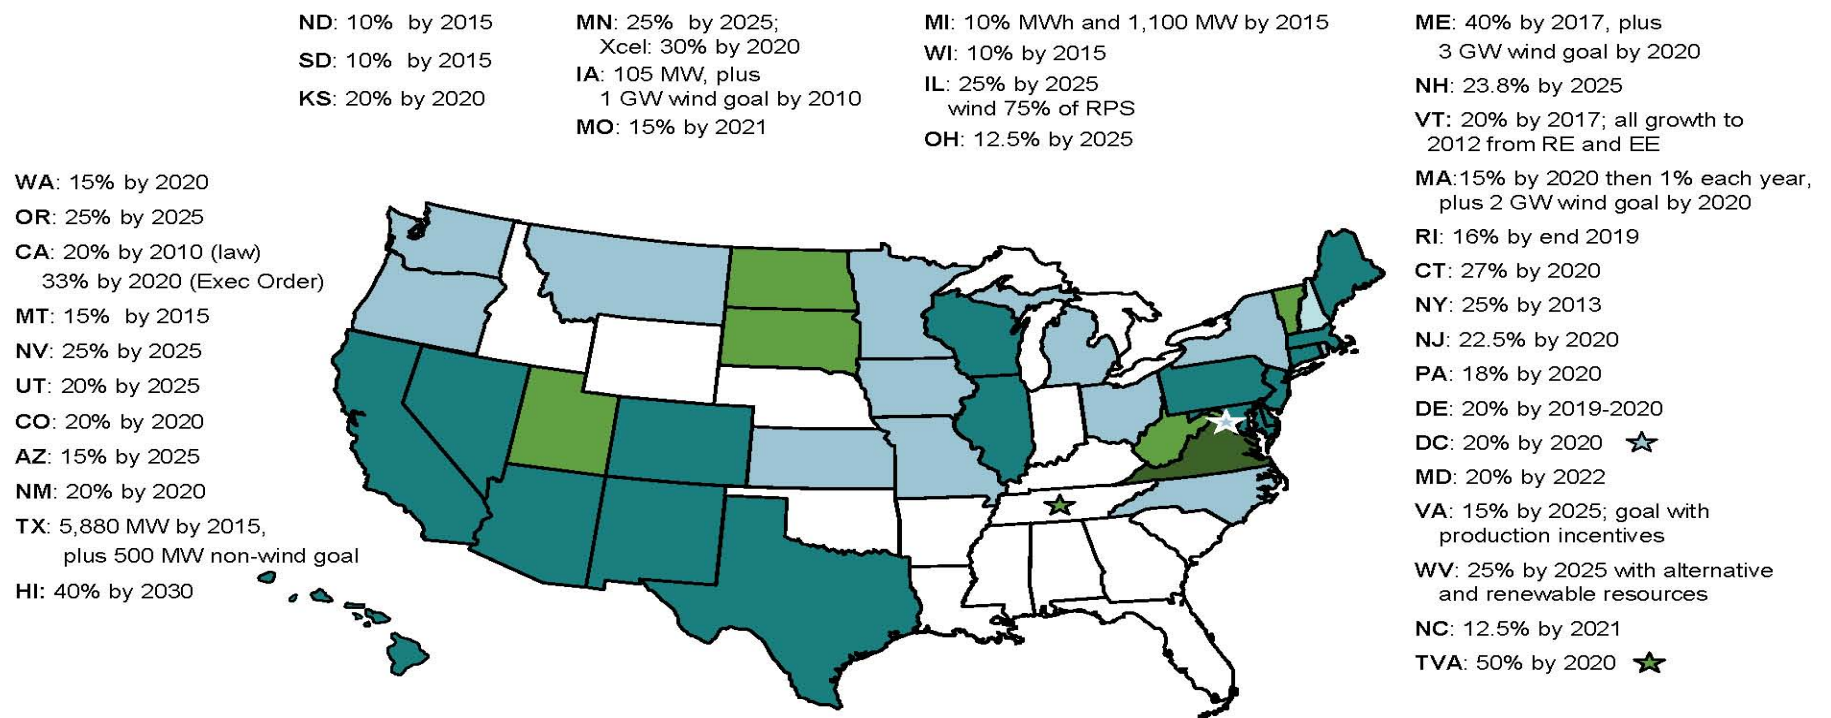 ND: 10% by 2015
SD: 10% by 2015
KS: 20% by 2020
MN: 25% by 2025;
Xcel: 30% by 2020
IA: 105 MW, plus
1 GW wind goal by 2010
MO: 15% by 2021
MI: 10% MWh and 1,100 MW by 2015
WI: 10% by 2015
IL: 25% by 2025
wind 75% of RPS
OH: 12.5% by 2025
ME: 40% by 2017, plus
3 GW wind goal by 2020
NH: 23.8% by 2025
VT: 20% by 2017; all growth to
2012 from RE and EE
MA:15% by 2020 then 1% each year,
plus 2 GW wind goal by 2020
RI: 16% by end 2019
CT: 27% by 2020
NY: 25% by 2013
NJ: 22.5% by 2020
PA: 18% by 2020
DE: 20% by 2019-2020
DC: 20% by 2020
MD: 20% by 2022
VA: 15% by 2025; goal with
production incentives
WV: 25% by 2025 with alternative
and renewable resources
NC: 12.5% by 2021
TVA: 50% by 2020
WA: 15% by 2020
OR: 25% by 2025
CA: 20% by 2010 (law)
33% by 2020 (Exec Order)
MT: 15% by 2015
NV: 25% by 2025
UT: 20% by 2025
CO: 20% by 2020
AZ: 15% by 2025
NM: 20% by 2020
TX: 5,880 MW by 2015,
plus 500 MW non-wind goal
HI: 40% by 2030